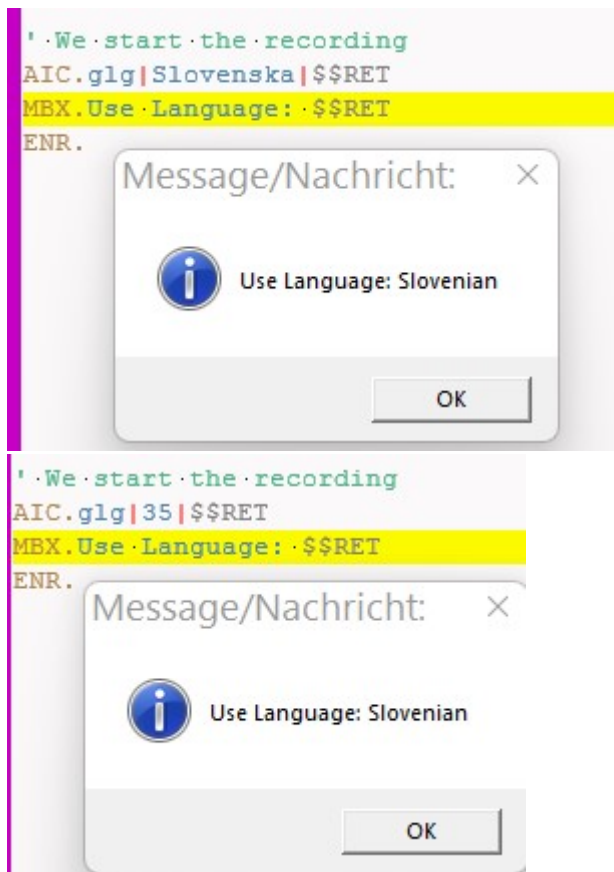 '·We·start·the·recording
AIC.glg|Slovenska|$$RET
MBX.Use·Language:·$$RET
ENR.
Message/Nachricht:
Use Language: Slovenian
OK
'·We·start·the·recording
AIC.glg|35|$$RET
MBX.Use·Language:·$$RET
ENR.
Message/Nachricht:
Use Language: Slovenian
OK